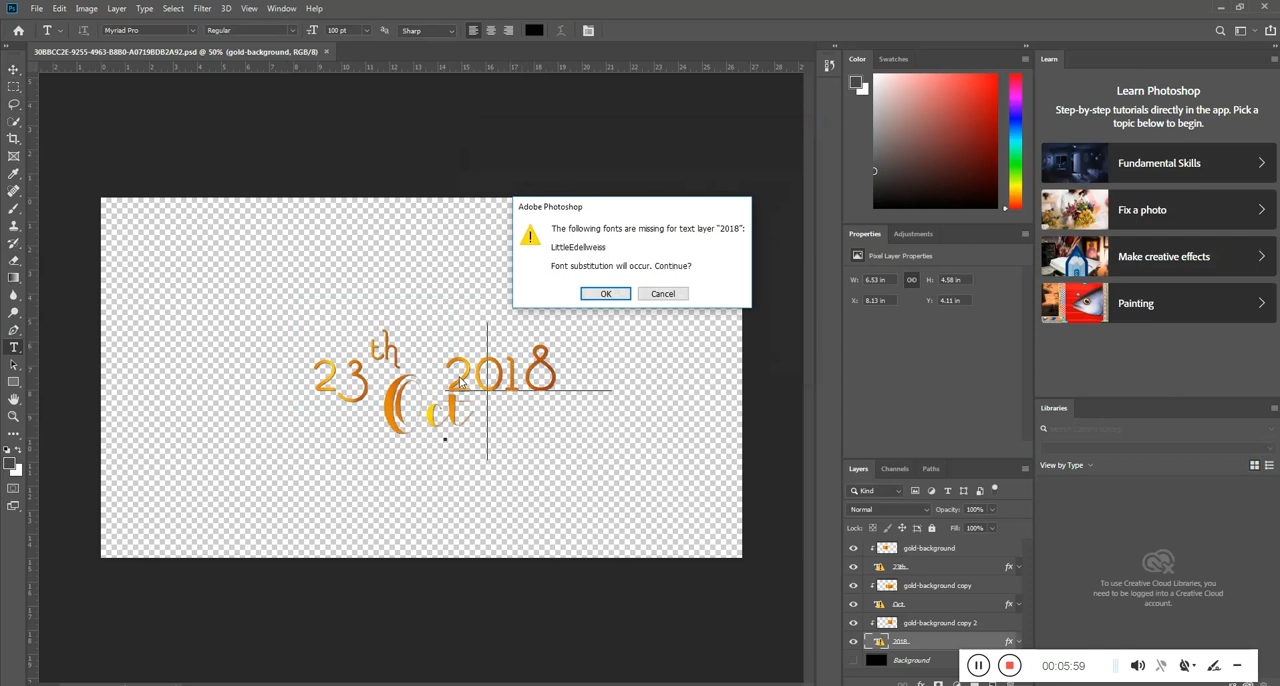 File Edit Image Layer Type Select Filter 3D View Window Help
Myriad Pro Regular 100 pt Sharp
30BBCC2E-9255-4963-B8B0-A0719BDB2A92.psd @ 50% (gold-background, RGB/8)
Adobe Photoshop
The following fonts are missing for text layer "2018":
LittleEdellweiss
Font substitution will occur. Continue?
OK Cancel
23th
Oct
2018
Color Swatches
Properties Adjustments
Pixel Layer Properties
W: 6.53 in H: 4.58 in
X: 8.13 in Y: 4.11 in
Layers Channels Paths
Kind
Normal Opacity: 100%
Lock: Fill: 100%
gold-background
23th
gold-background copy
Oct
gold-background copy 2
2018
Background
Learn
Learn Photoshop
Step-by-step tutorials directly in the app. Pick a
topic below to begin.
Fundamental Skills
Fix a photo
Make creative effects
Painting
Libraries
View by Type
To use Creative Cloud Libraries, you
need to be logged into a Creative Cloud
account.
00:05:59